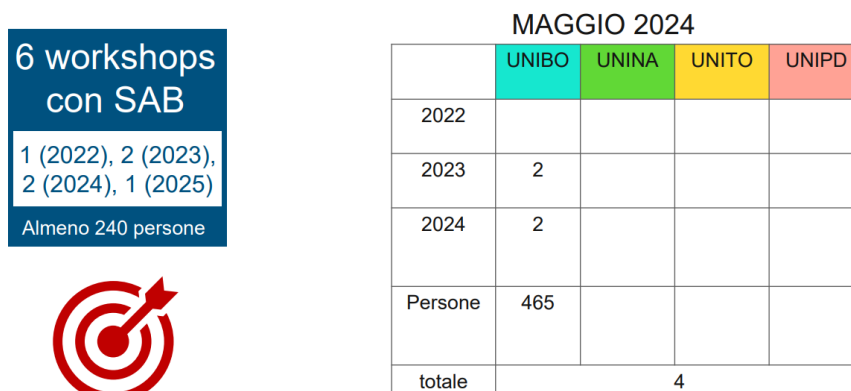 6 workshops
con SAB
1 (2022), 2 (2023),
2 (2024), 1 (2025)
Almeno 240 persone
MAGGIO 2024
UNIBO UNINA UNITO UNIPD
2022
2023 2
2024 2
Persone 465
totale 4